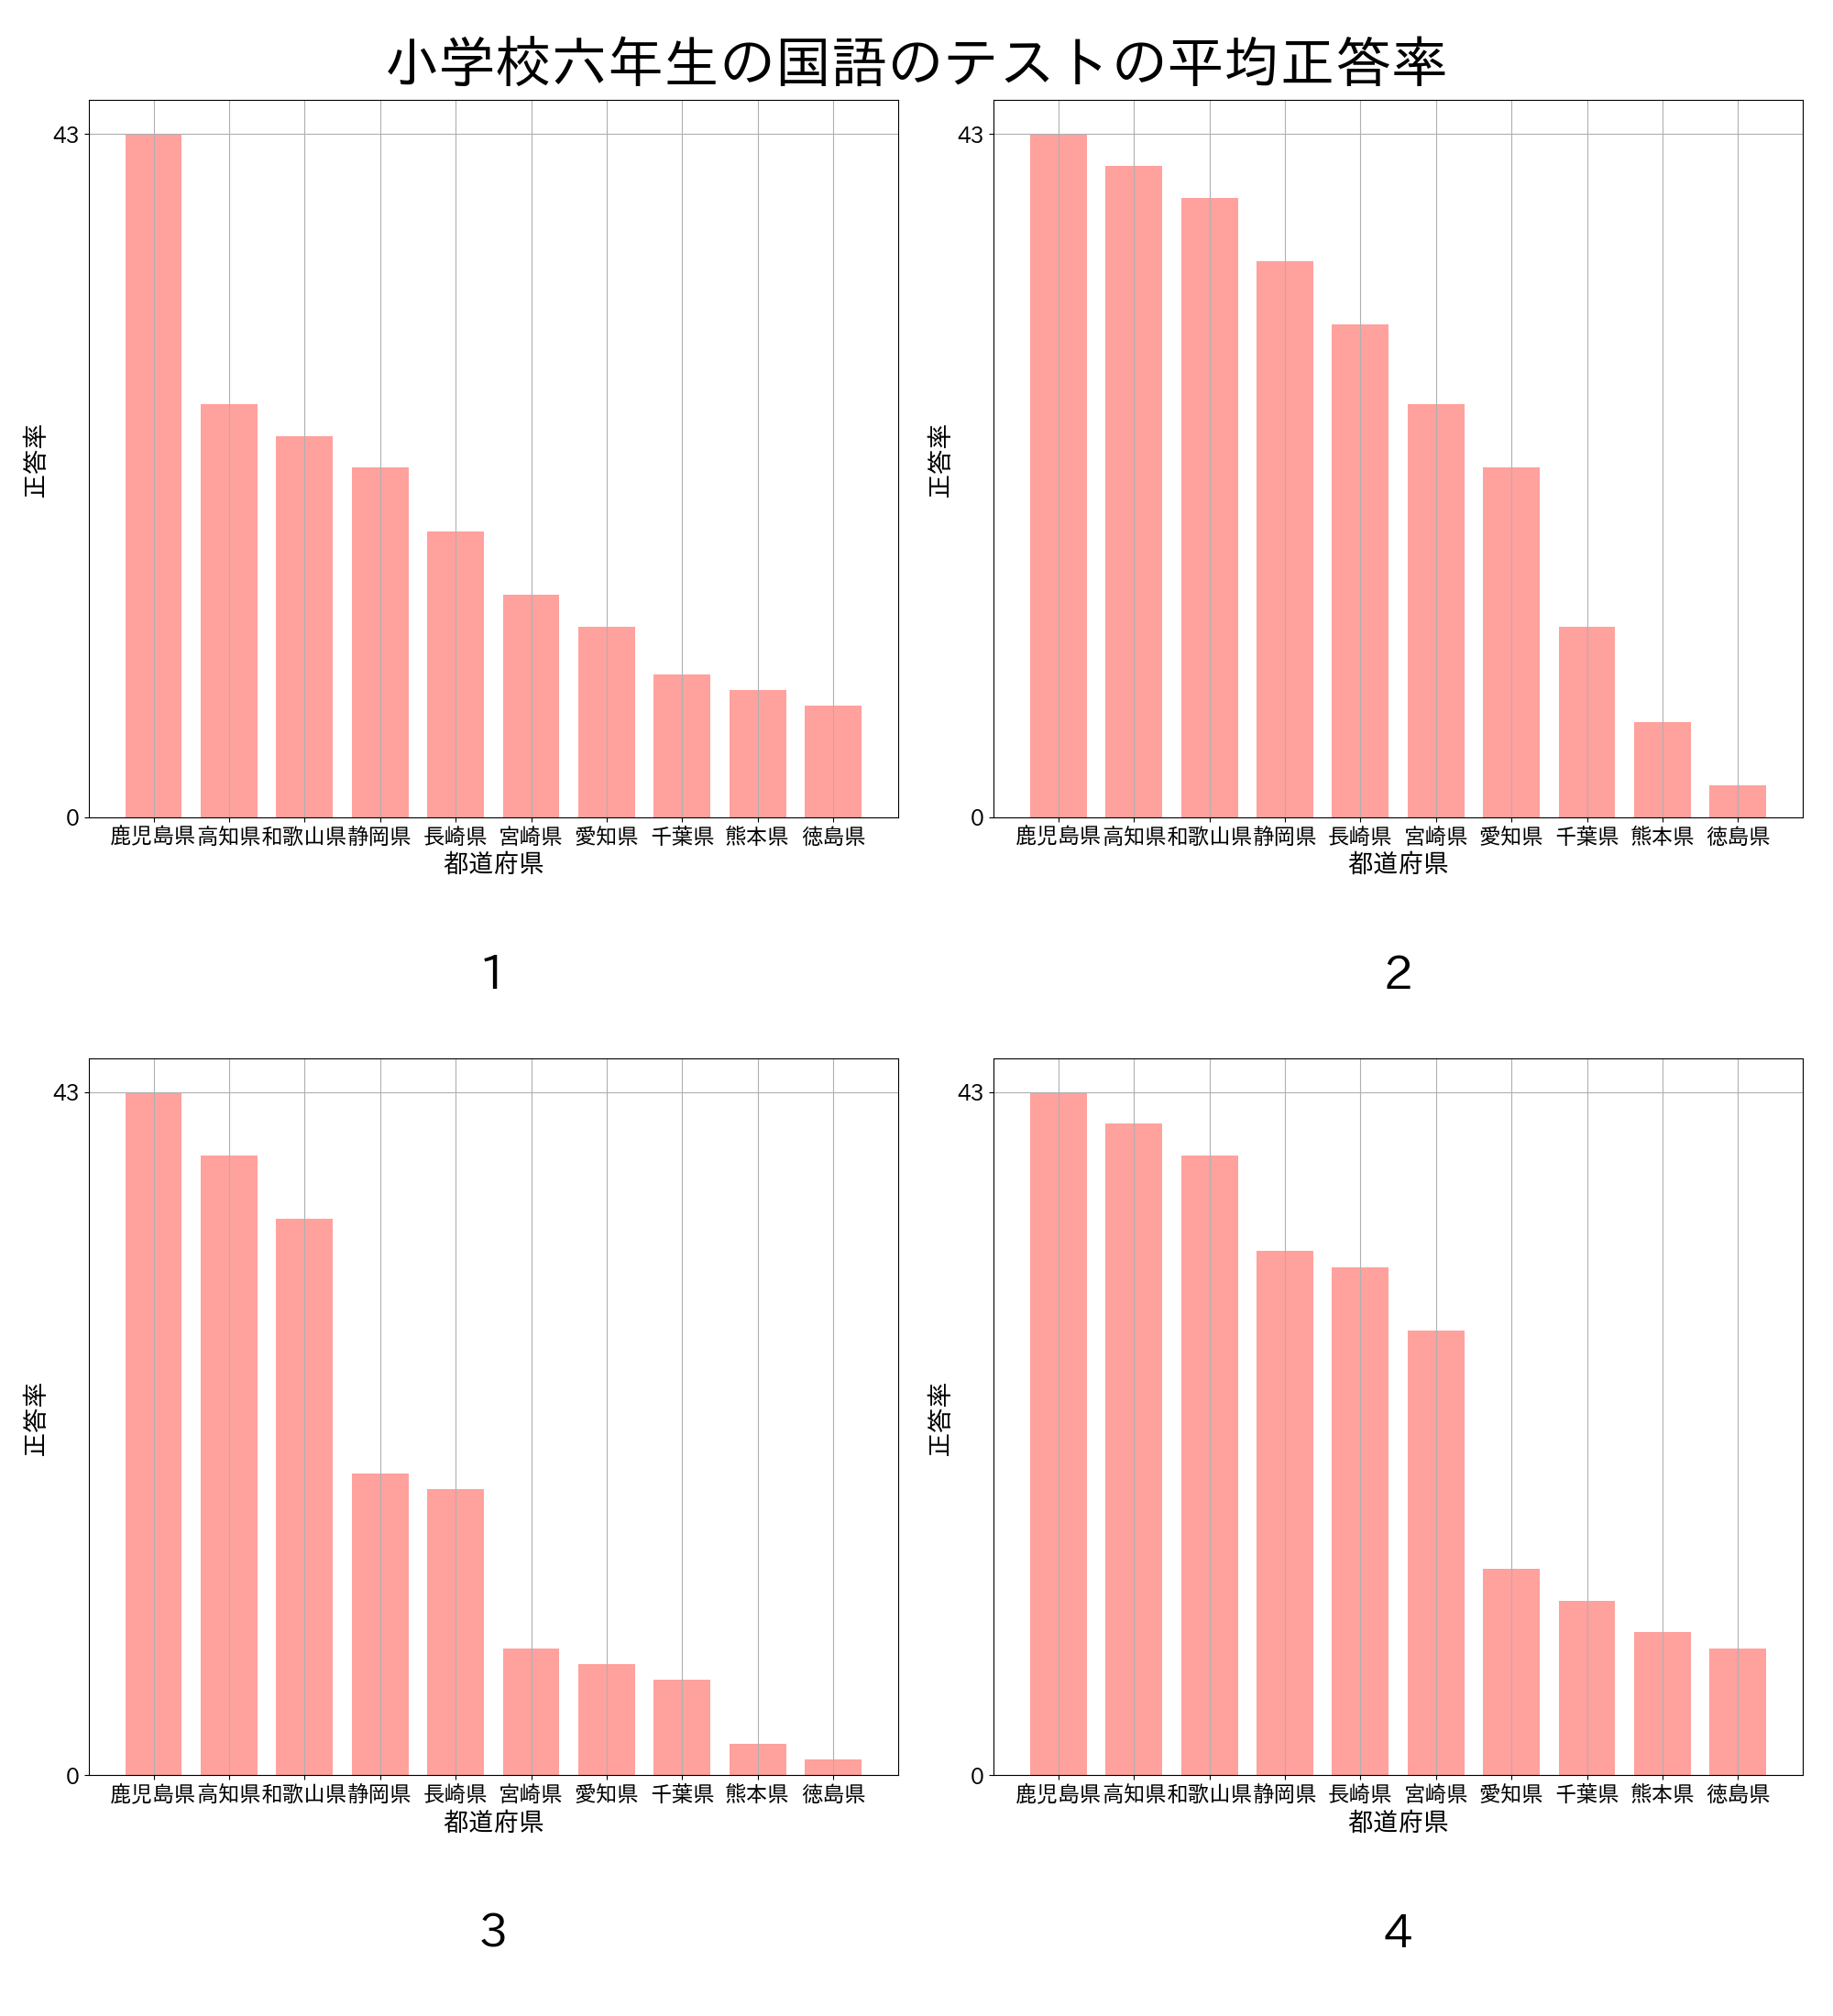 小学校六年生の国語のテストの平均正答率
43
正答率
0
鹿児島県 高知県 和歌山県 静岡県 長崎県 宮崎県 愛知県 千葉県 熊本県 徳島県
都道府県
1
43
正答率
0
鹿児島県 高知県 和歌山県 静岡県 長崎県 宮崎県 愛知県 千葉県 熊本県 徳島県
都道府県
2
43
正答率
0
鹿児島県 高知県 和歌山県 静岡県 長崎県 宮崎県 愛知県 千葉県 熊本県 徳島県
都道府県
3
43
正答率
0
鹿児島県 高知県 和歌山県 静岡県 長崎県 宮崎県 愛知県 千葉県 熊本県 徳島県
都道府県
4